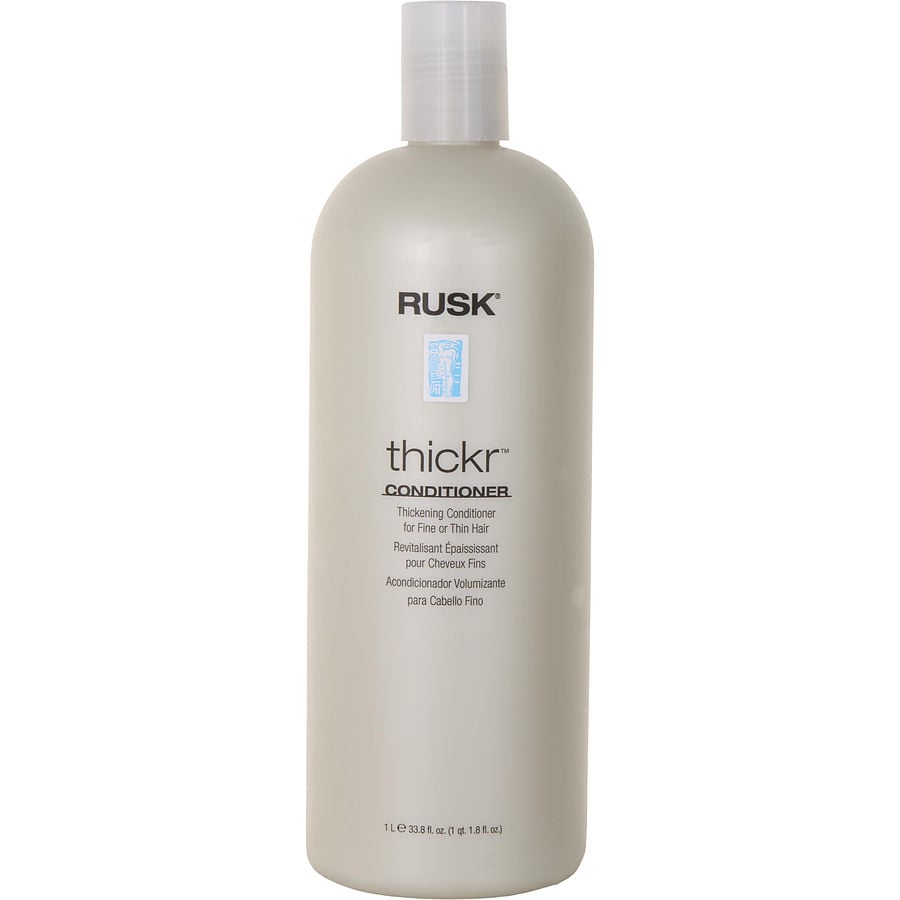 RUSK®
thickr™
CONDITIONER
Thickening Conditioner
for Fine or Thin Hair
Revitalisant Épaississant
pour Cheveux Fins
Acondicionador Volumizante
para Cabello Fino
1 L ℮ 33.8 fl. oz. (1 qt. 1.8 fl. oz.)